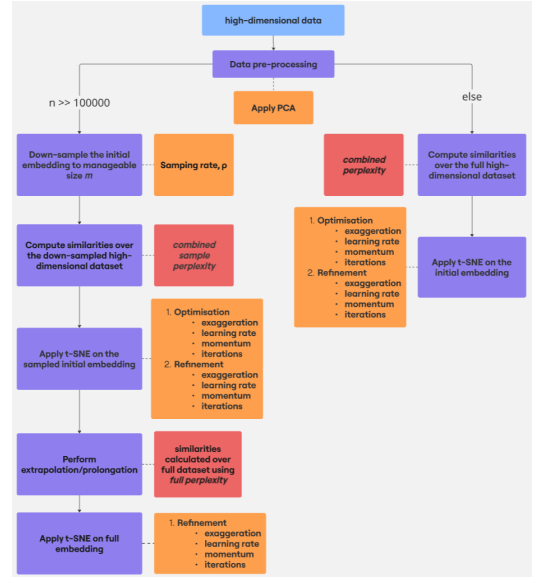 high-dimensional data
Data pre-processing
n >> 100000
else
Apply PCA
Down-sample the initial
embedding to manageable
size m
Samping rate, ρ
combined
perplexity
Compute similarities
over the full high-
dimensional dataset
Compute similarities over
the down-sampled high-
dimensional dataset
combined
sample
perplexity
1. Optimisation
• exaggeration
• learning rate
• momentum
• iterations
2. Refinement
• exaggeration
• learning rate
• momentum
• iterations
Apply t-SNE on the
initial embedding
Apply t-SNE on the
sampled initial embedding
1. Optimisation
• exaggeration
• learning rate
• momentum
• iterations
2. Refinement
• exaggeration
• learning rate
• momentum
• iterations
Perform
extrapolation/prolongation
similarities
calculated over
full dataset using
full perplexity
Apply t-SNE on full
embedding
1. Refinement
• exaggeration
• learning rate
• momentum
• iterations